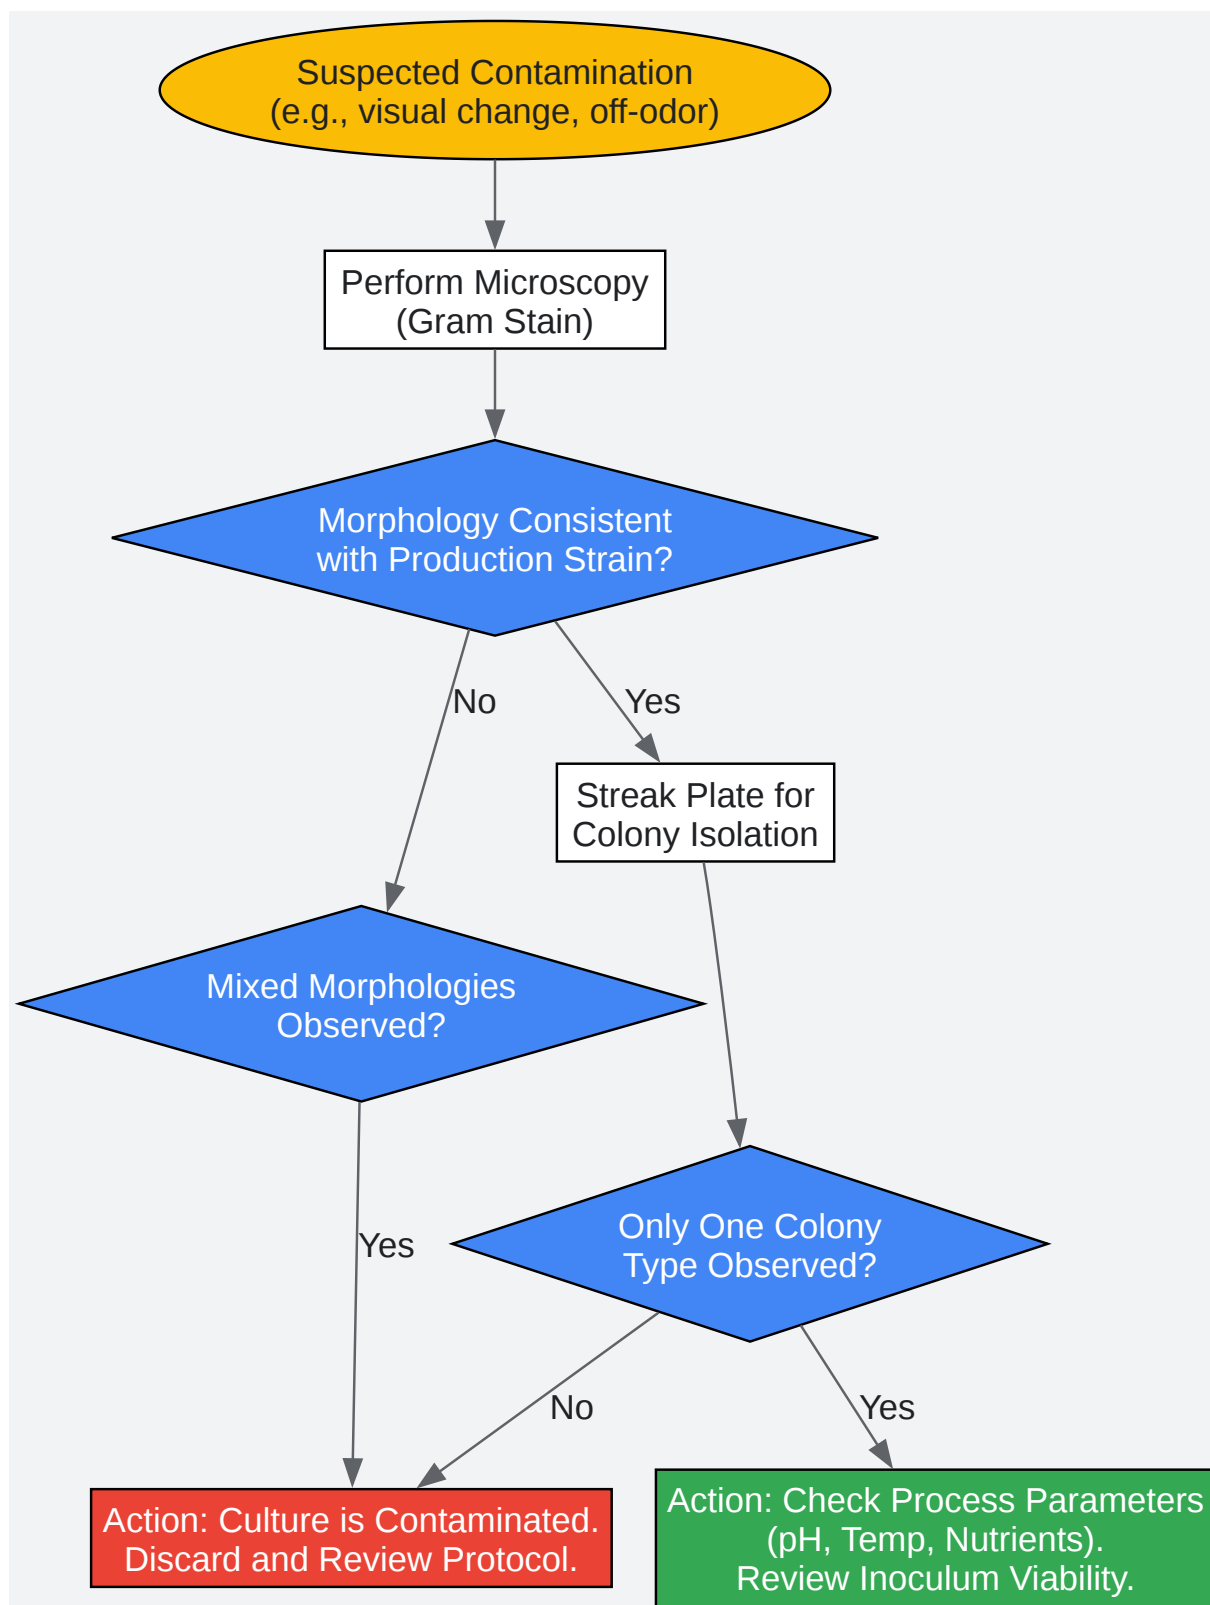 Suspected Contamination
(e.g., visual change, off-odor)
Perform Microscopy
(Gram Stain)
Morphology Consistent
with Production Strain?
No
Yes
Streak Plate for
Colony Isolation
Mixed Morphologies
Observed?
Yes
Only One Colony
Type Observed?
No
Yes
Action: Culture is Contaminated.
Discard and Review Protocol.
Action: Check Process Parameters
(pH, Temp, Nutrients).
Review Inoculum Viability.